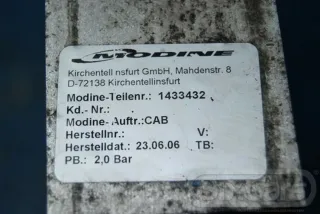 MODINE
Kirchentell nsfurt GmbH, Mahdenstr. 8
D-72138 Kirchentellinsfurt
Modine-Teilenr.: 1433432
Kd.- Nr.:
Modine- Auftr.:CAB
Herstellnr.: V:
Herstelldat.: 23.06.06 TB:
PB.: 2,0 Bar